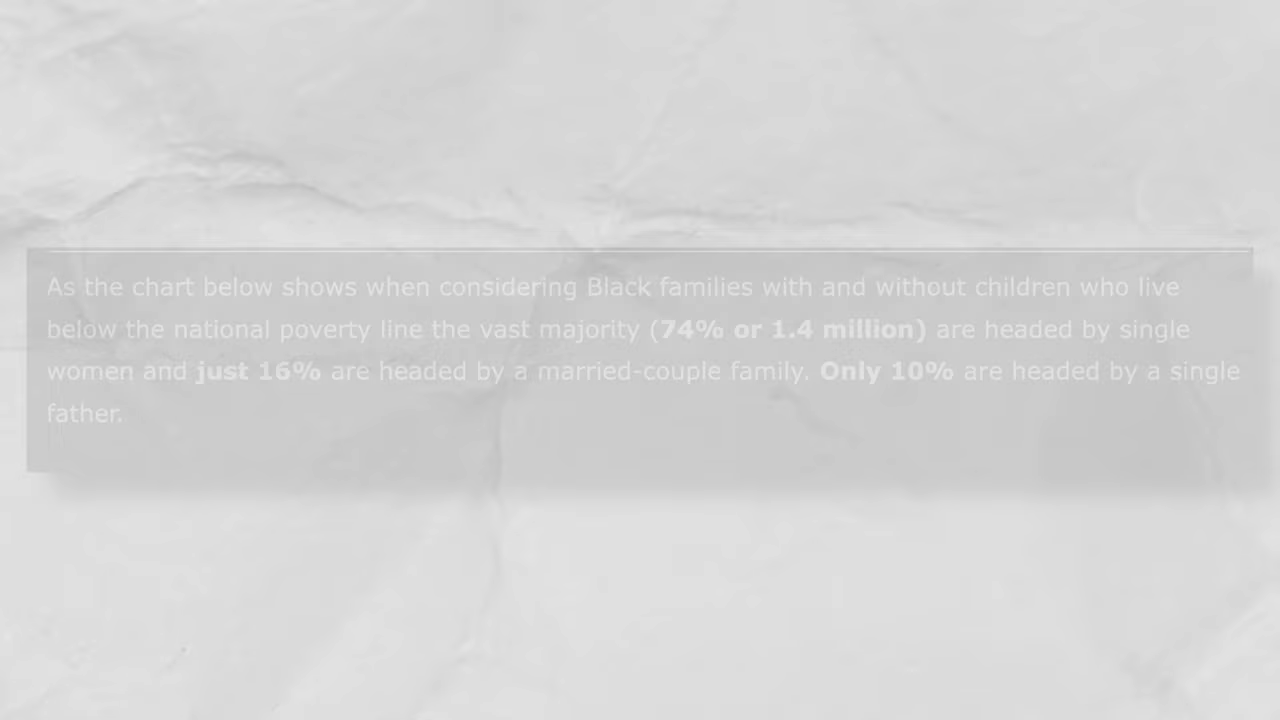 As the chart below shows when considering Black families with and without children who live
below the national poverty line the vast majority (74% or 1.4 million) are headed by single
women and just 16% are headed by a married-couple family. Only 10% are headed by a single
father.